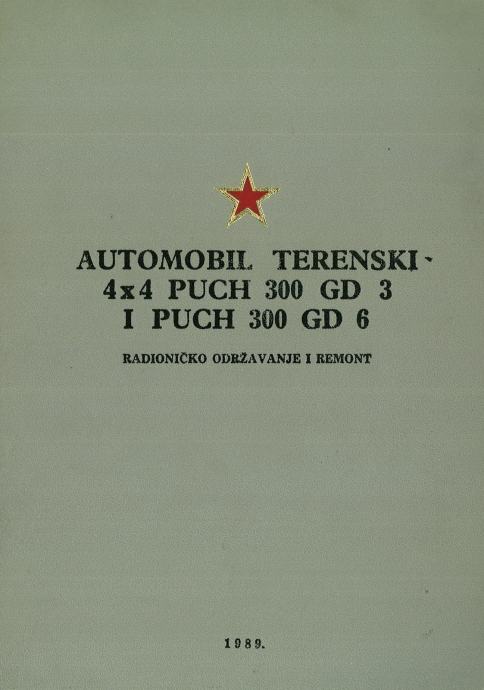 AUTOMOBIL TERENSKI
4x4 PUCH 300 GD 3
I PUCH 300 GD 6
RADIONIČKO ODRŽAVANJE I REMONT
1989.